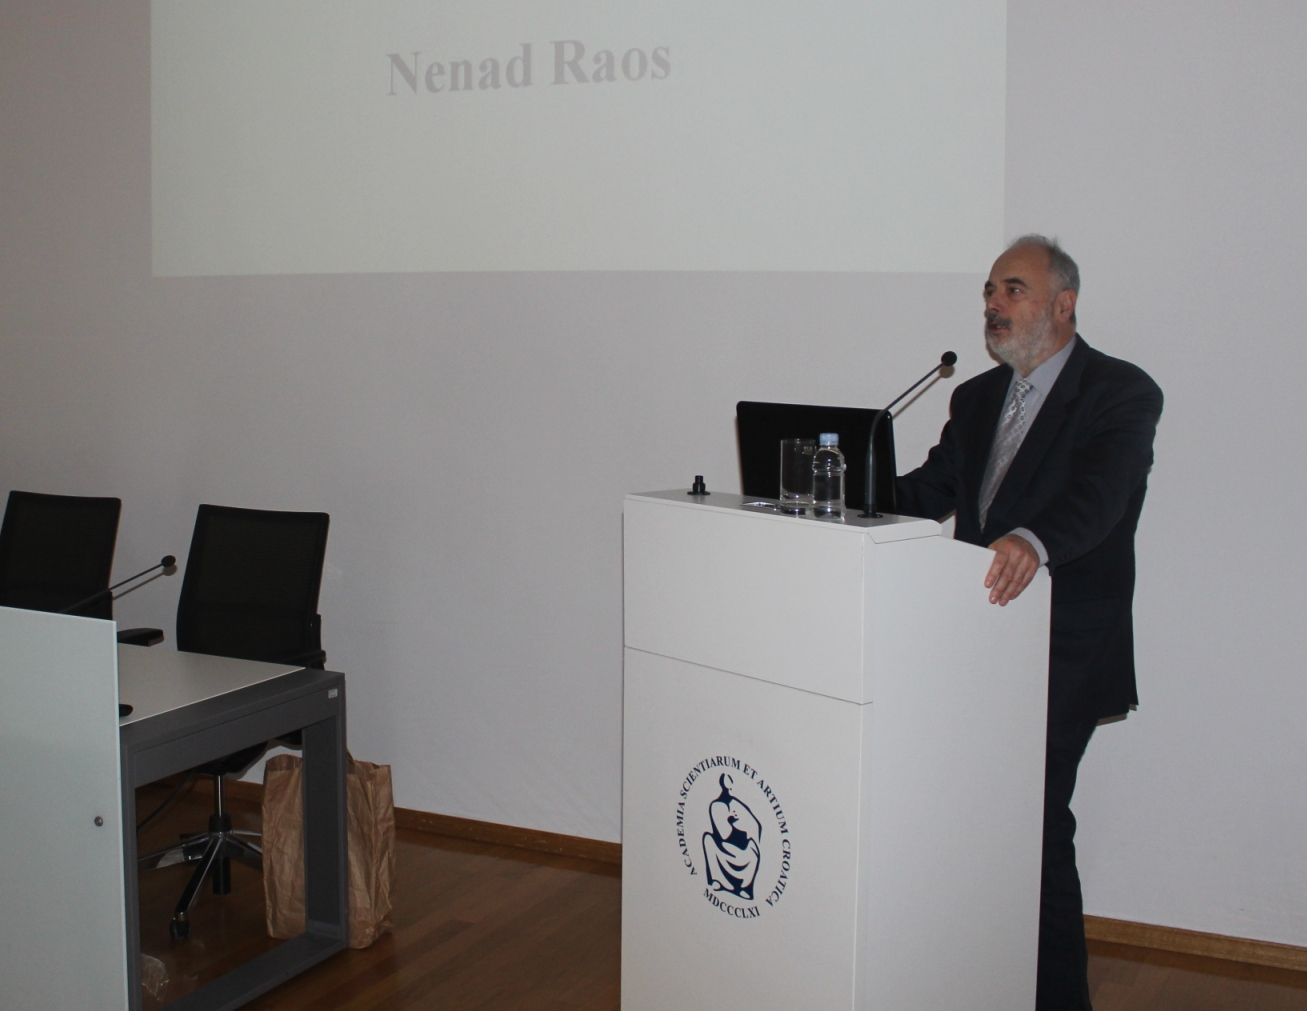 Nenad Raos
ACADEMIA SCIENTIARUM ET ARTIUM CROATICA
MDCCCLXI